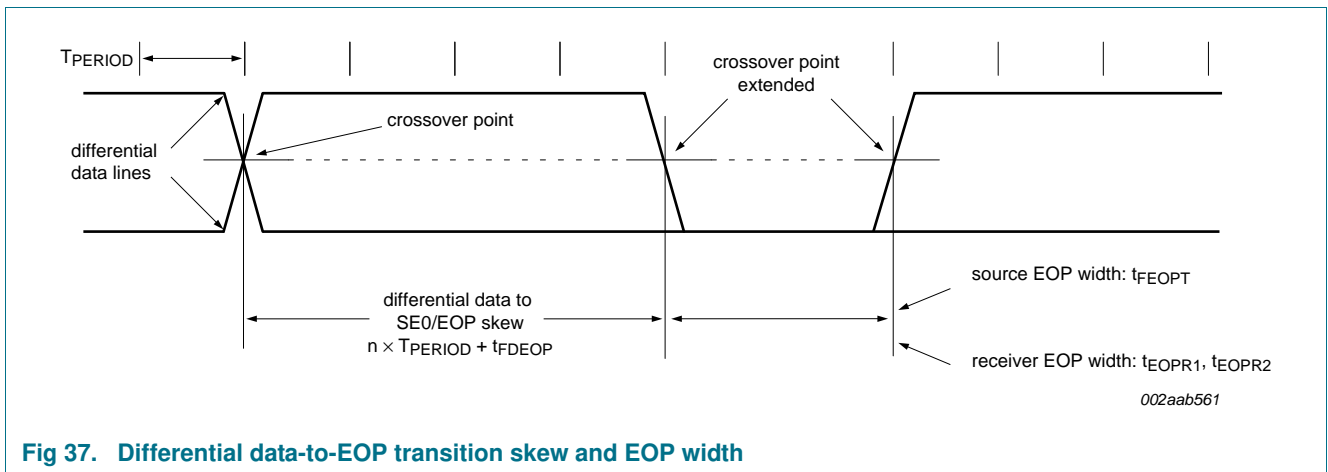 TPERIOD
crossover point
extended
crossover point
differential
data lines
differential data to
SE0/EOP skew
n × TPERIOD + tFDEOP
source EOP width: tFEOPT
receiver EOP width: tEOPR1, tEOPR2
002aab561
Fig 37. Differential data-to-EOP transition skew and EOP width